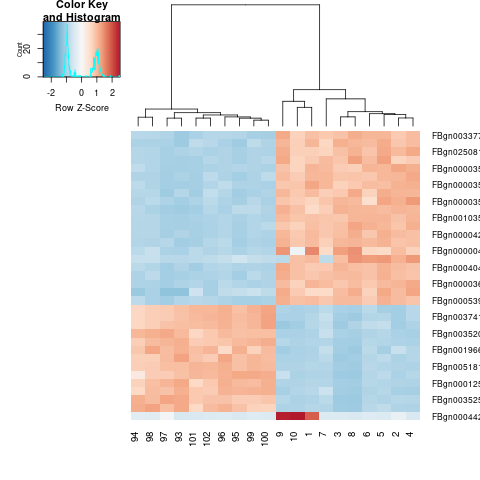 Color Key
and Histogram
Count
0
20
-2 0 1 2
Row Z-Score
FBgn003377
FBgn025081
FBgn000035
FBgn000035
FBgn000035
FBgn001035
FBgn000042
FBgn000004
FBgn000404
FBgn000036
FBgn000539
FBgn003741
FBgn003520
FBgn001966
FBgn005181
FBgn000125
FBgn003525
FBgn000442
94 98 97 93 101 102 96 95 99 100 9 10 1 7 3 8 6 5 2 4